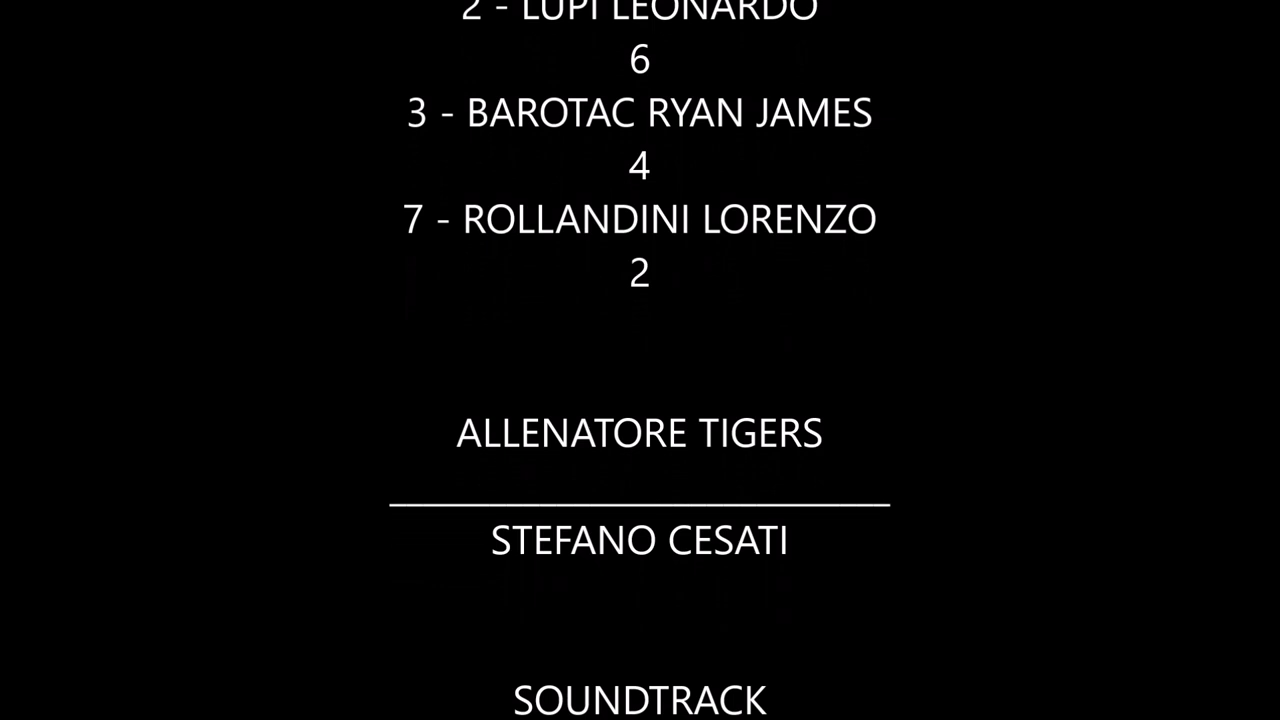 2 - LUPI LEONARDO
6
3 - BAROTAC RYAN JAMES
4
7 - ROLLANDINI LORENZO
2
ALLENATORE TIGERS
STEFANO CESATI
SOUNDTRACK